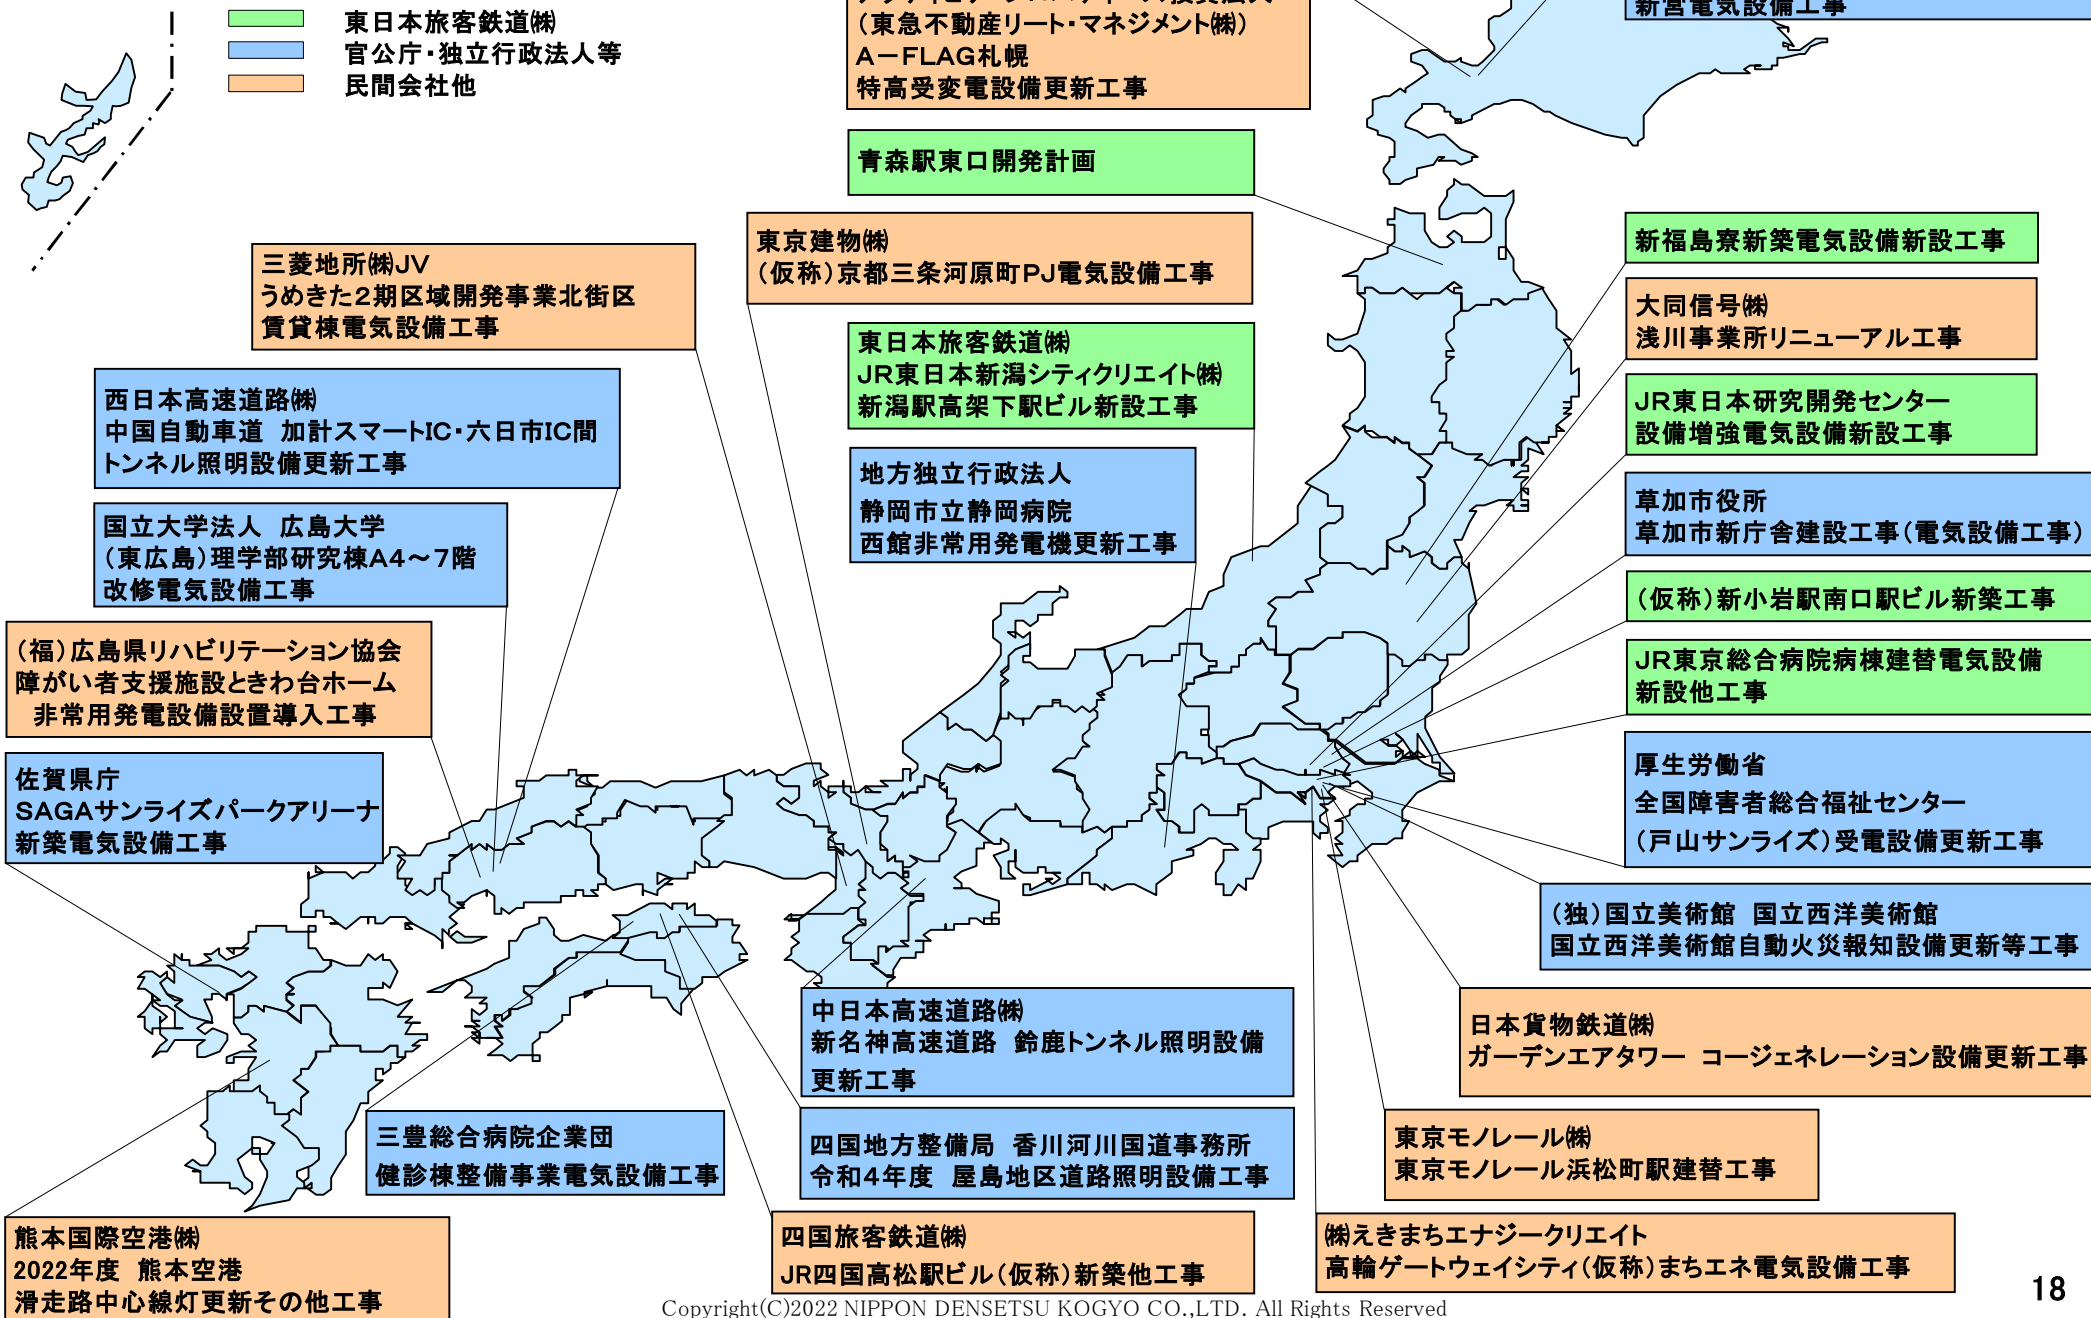 東日本旅客鉄道㈱
官公庁・独立行政法人等
民間会社他
（東急不動産リート・マネジメント㈱）
A－FLAG札幌
特高受変電設備更新工事
新営電気設備工事
青森駅東口開発計画
東京建物㈱
（仮称）京都三条河原町PJ電気設備工事
三菱地所㈱JV
うめきた2期区域開発事業北街区
賃貸棟電気設備工事
東日本旅客鉄道㈱
JR東日本新潟シティクリエイト㈱
新潟駅高架下駅ビル新設工事
西日本高速道路㈱
中国自動車道 加計スマートIC・六日市IC間
トンネル照明設備更新工事
地方独立行政法人
静岡市立静岡病院
西館非常用発電機更新工事
国立大学法人 広島大学
（東広島）理学部研究棟A4～7階
改修電気設備工事
（福）広島県リハビリテーション協会
障がい者支援施設ときわ台ホーム
非常用発電設備設置導入工事
佐賀県庁
SAGAサンライズパークアリーナ
新築電気設備工事
新福島寮新築電気設備新設工事
大同信号㈱
浅川事業所リニューアル工事
JR東日本研究開発センター
設備増強電気設備新設工事
草加市役所
草加市新庁舎建設工事（電気設備工事）
（仮称）新小岩駅南口駅ビル新築工事
JR東京総合病院病棟建替電気設備
新設他工事
厚生労働省
全国障害者総合福祉センター
（戸山サンライズ）受電設備更新工事
（独）国立美術館 国立西洋美術館
国立西洋美術館自動火災報知設備更新等工事
日本貨物鉄道㈱
ガーデンエアタワー コージェネレーション設備更新工事
中日本高速道路㈱
新名神高速道路 鈴鹿トンネル照明設備
更新工事
三豊総合病院企業団
健診棟整備事業電気設備工事
四国地方整備局 香川河川国道事務所
令和4年度 屋島地区道路照明設備工事
東京モノレール㈱
東京モノレール浜松町駅建替工事
熊本国際空港㈱
2022年度 熊本空港
滑走路中心線灯更新その他工事
四国旅客鉄道㈱
JR四国高松駅ビル（仮称）新築他工事
㈱えきまちエナジークリエイト
高輪ゲートウェイシティ（仮称）まちエネ電気設備工事
Copyright(C)2022 NIPPON DENSETSU KOGYO CO.,LTD. All Rights Reserved
18